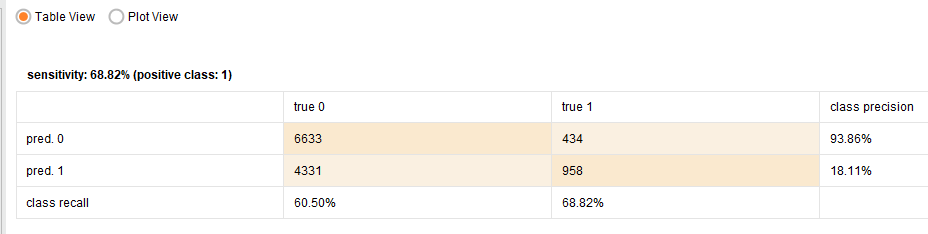 Table View Plot View
sensitivity: 68.82% (positive class: 1)
true 0 true 1 class precision
pred. 0 6633 434 93.86%
pred. 1 4331 958 18.11%
class recall 60.50% 68.82%